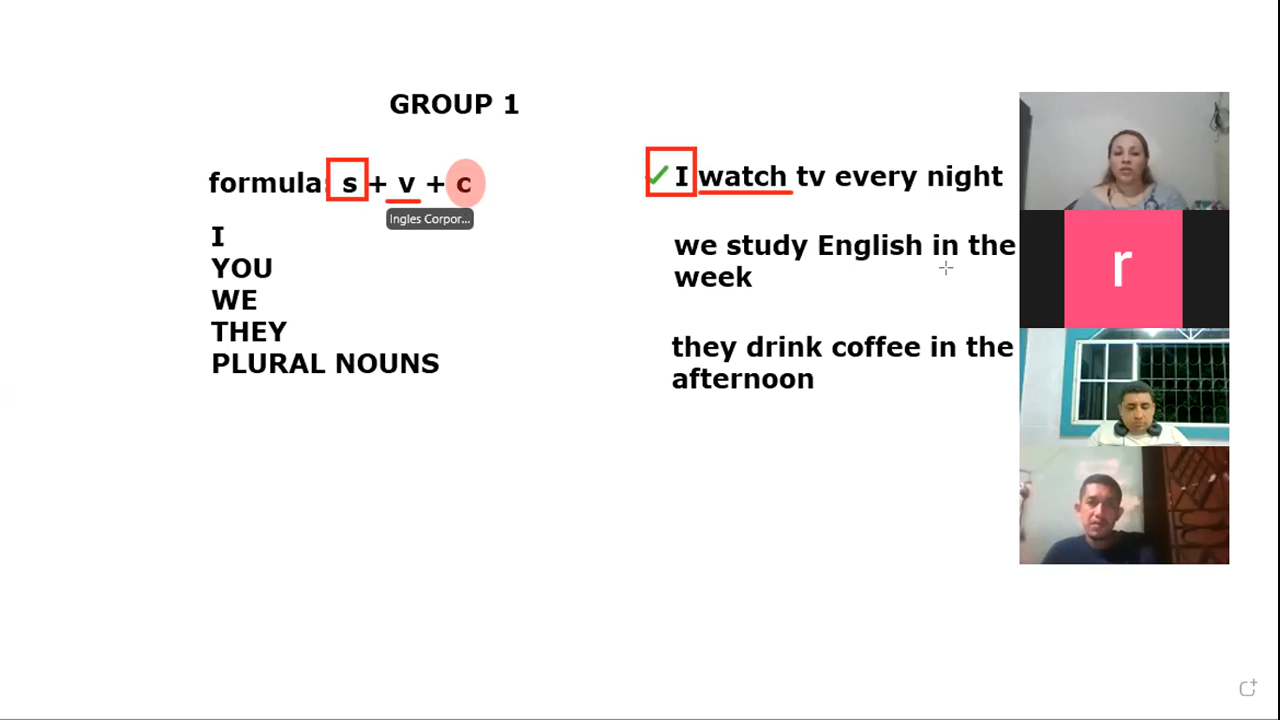 GROUP 1
formula: s + v + c
Ingles Corpor...
I
YOU
WE
THEY
PLURAL NOUNS
I watch tv every night
we study English in the
week
they drink coffee in the
afternoon
r